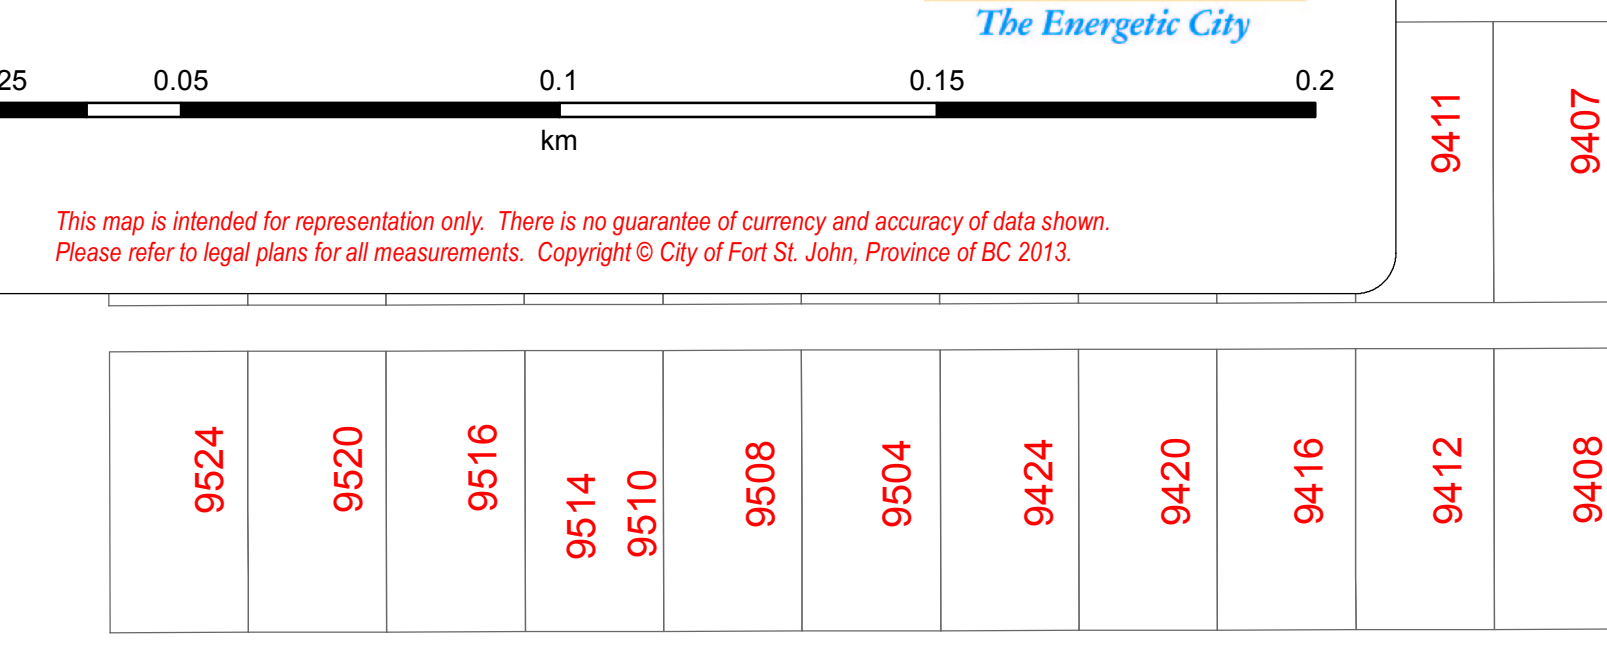 The Energetic City
25 0.05 0.1 0.15 0.2
km
This map is intended for representation only. There is no guarantee of currency and accuracy of data shown.
Please refer to legal plans for all measurements. Copyright © City of Fort St. John, Province of BC 2013.
9411
9407
9524
9520
9516
9514
9510
9508
9504
9424
9420
9416
9412
9408